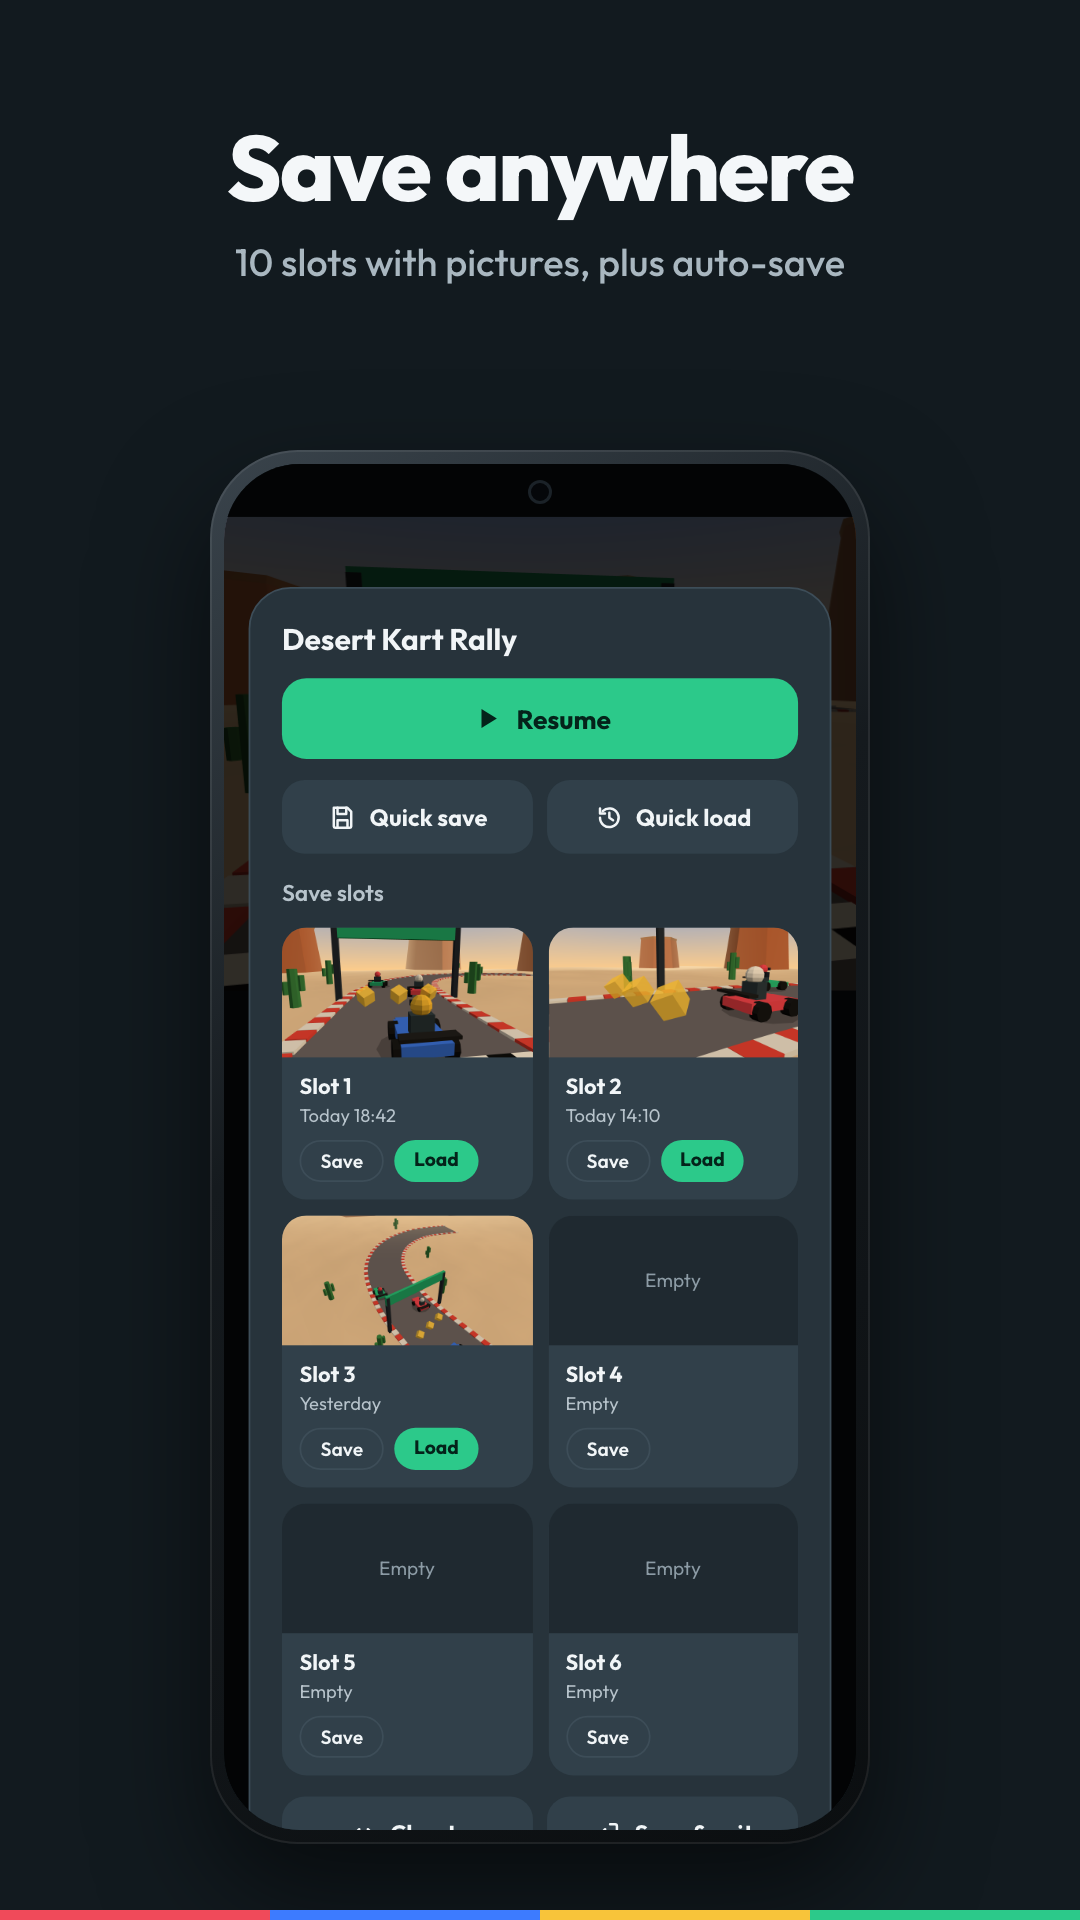 Save anywhere
10 slots with pictures, plus auto-save
Desert Kart Rally
Resume
Quick save
Quick load
Save slots
Slot 1
Today 18:42
Save
Load
Slot 2
Today 14:10
Save
Load
Slot 3
Yesterday
Save
Load
Empty
Slot 4
Empty
Save
Empty
Slot 5
Empty
Save
Empty
Slot 6
Empty
Save